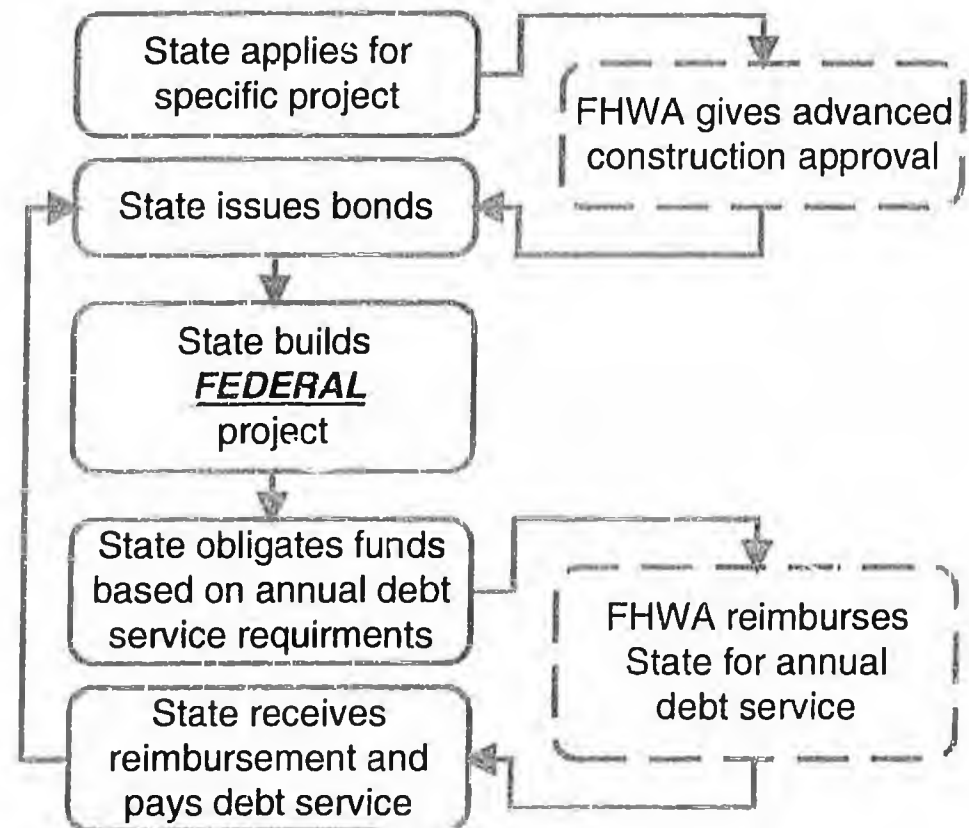 State applies for
specific project
FHWA gives advanced
construction approval
State issues bonds
State builds
FEDERAL
project
State obligates funds
based on annual debt
service requirments
FHWA reimburses
State for annual
debt service
State receives
reimbursement and
pays debt service